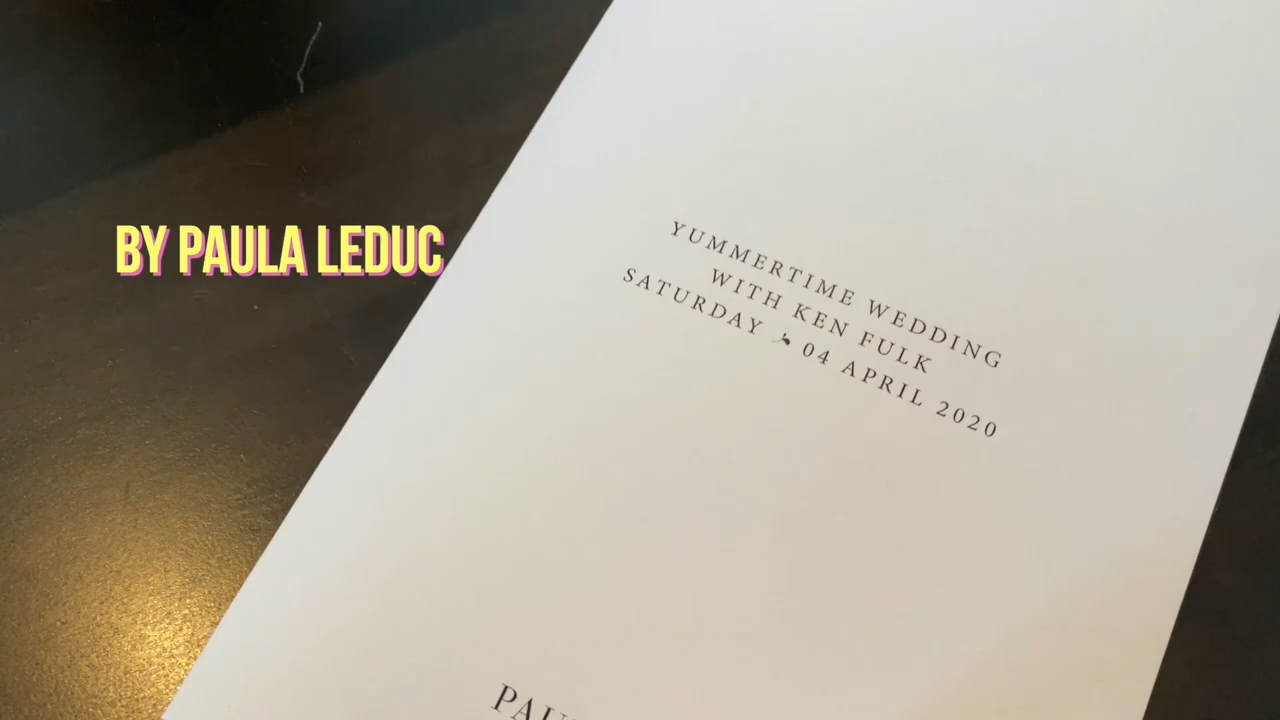 BY PAULA LEDUC
YUMMERTIME WEDDING
WITH KEN FULK
SATURDAY 04 APRIL 2020